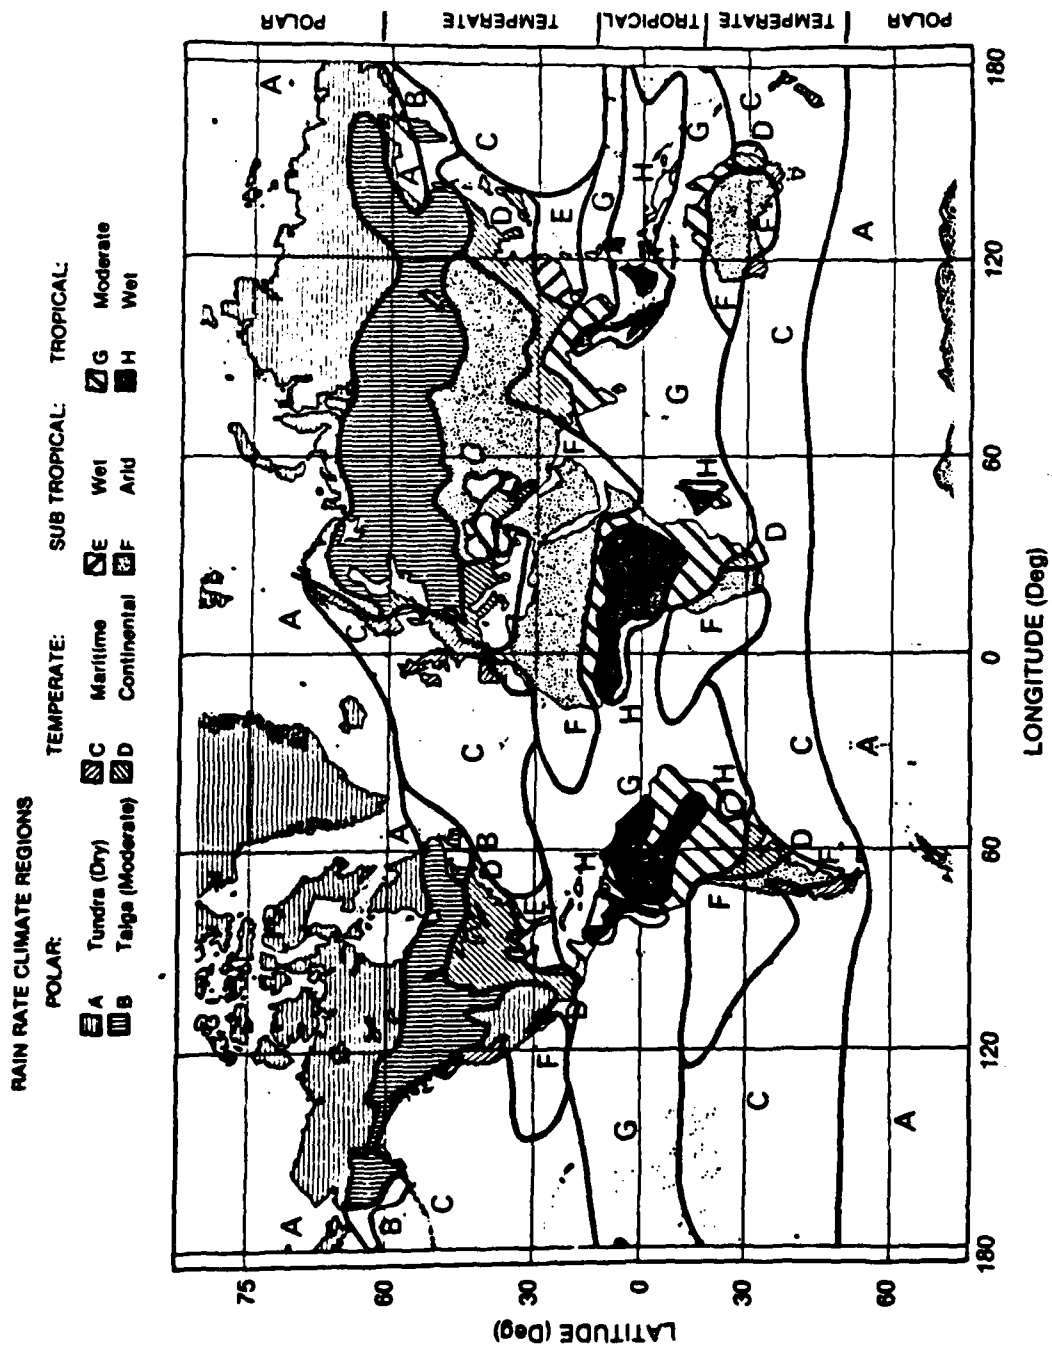 RAIN RATE CLIMATE REGIONS
POLAR:
A Tundra (Dry)
B Taiga (Moderate)
TEMPERATE:
C Maritime
D Continental
SUB TROPICAL:
E Wet
F Arid
TROPICAL:
G Moderate
H Wet
POLAR
TEMPERATE
TROPICAL
TEMPERATE
POLAR
A
A
A
A
B
B
B
C
C
C
C
D
D
D
E
E
F
F
F
F
F
G
G
G
G
G
H
H
H
H
H
A
A
A
C
C
C
C
D
D
E
F
A
C
75
60
30
0
30
60
LATITUDE (Deg)
180
120
60
0
60
120
180
LONGITUDE (Deg)